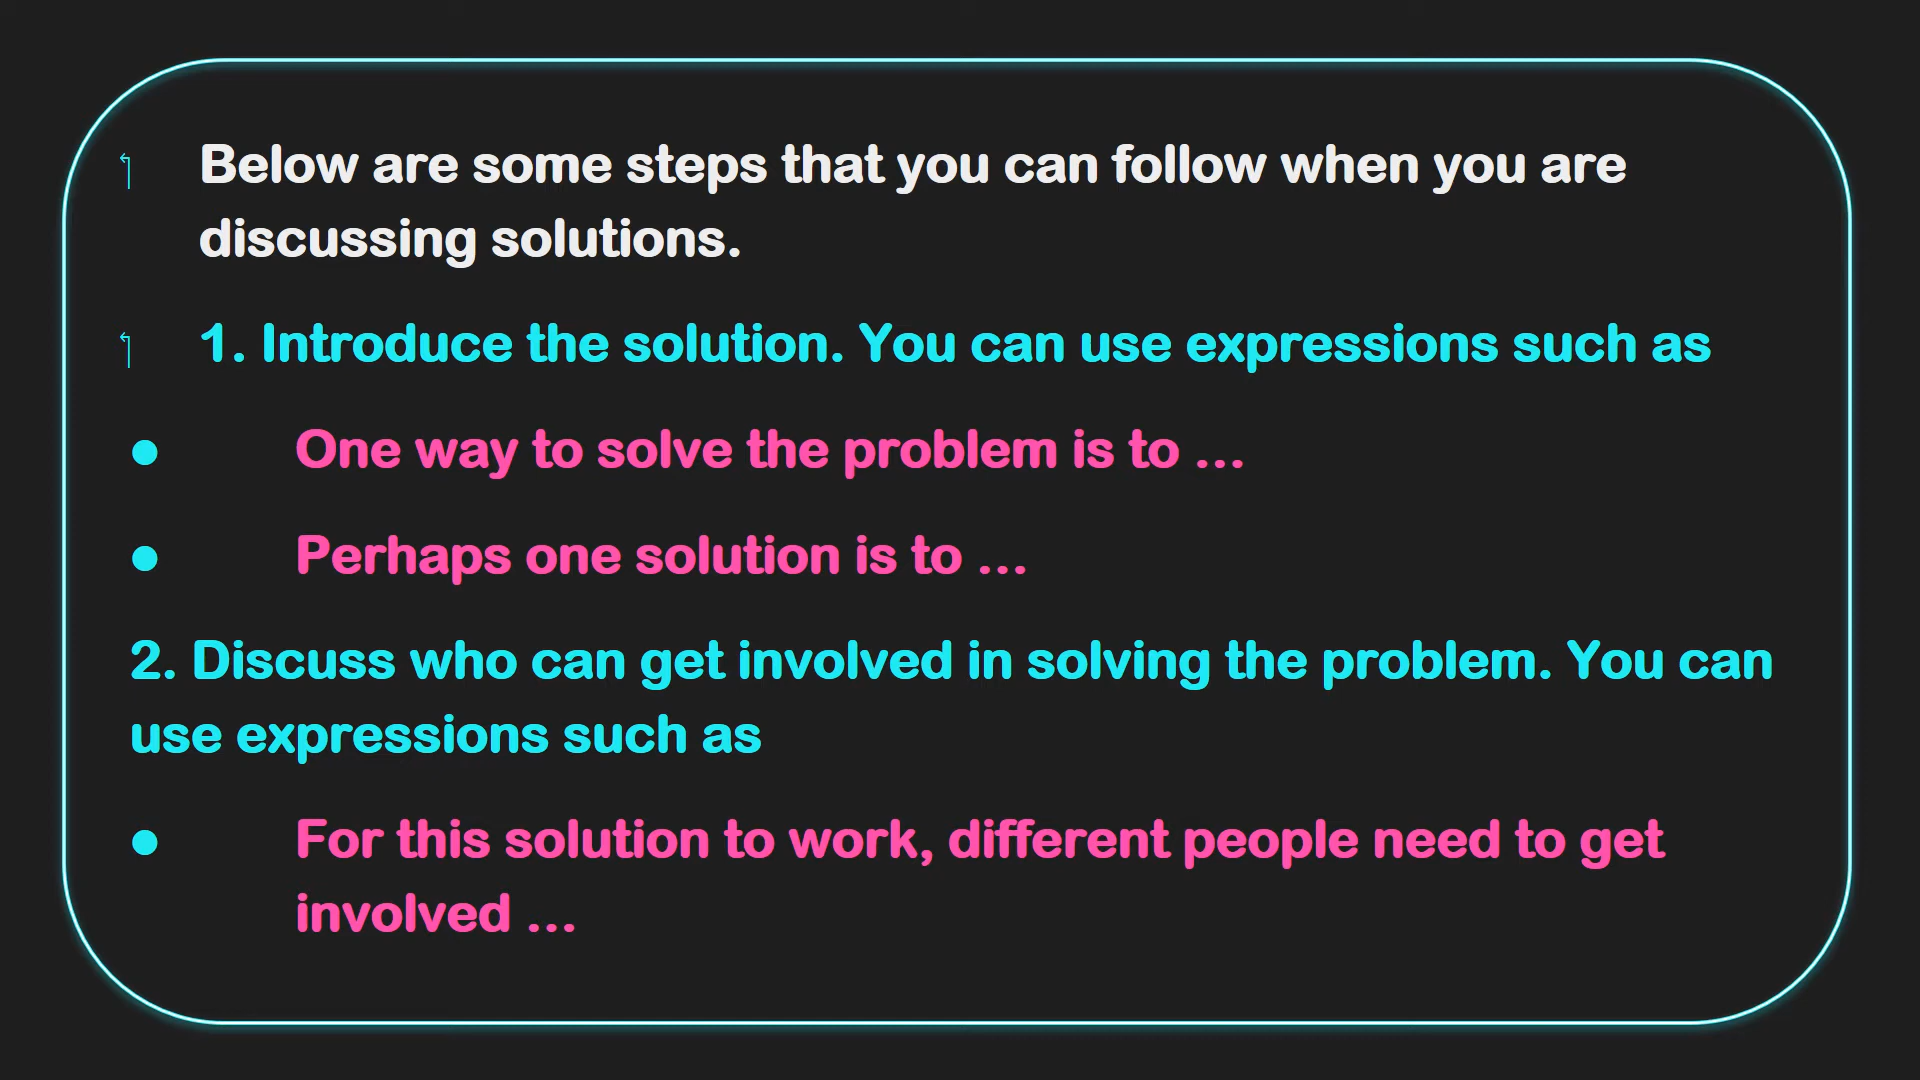 Below are some steps that you can follow when you are
discussing solutions.
1. Introduce the solution. You can use expressions such as
● One way to solve the problem is to ...
● Perhaps one solution is to ...
2. Discuss who can get involved in solving the problem. You can
use expressions such as
● For this solution to work, different people need to get
involved ...